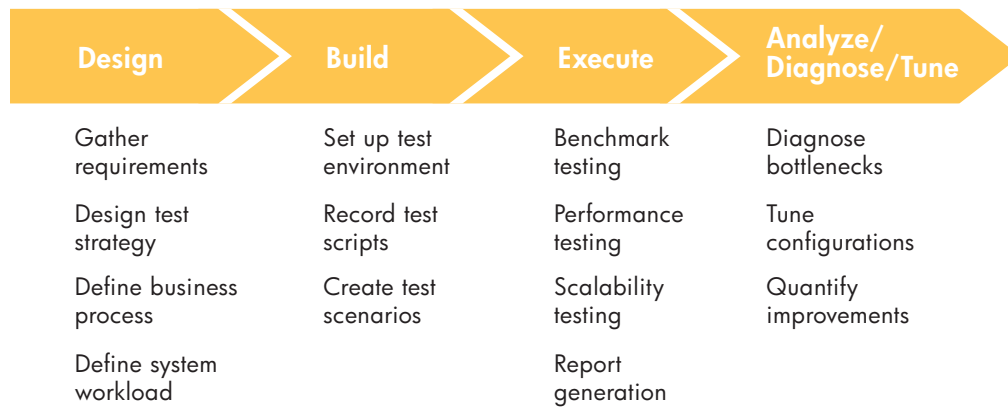 Design
Build
Execute
Analyze/
Diagnose/Tune
Gather
requirements
Design test
strategy
Define business
process
Define system
workload
Set up test
environment
Record test
scripts
Create test
scenarios
Benchmark
testing
Performance
testing
Scalability
testing
Report
generation
Diagnose
bottlenecks
Tune
configurations
Quantify
improvements